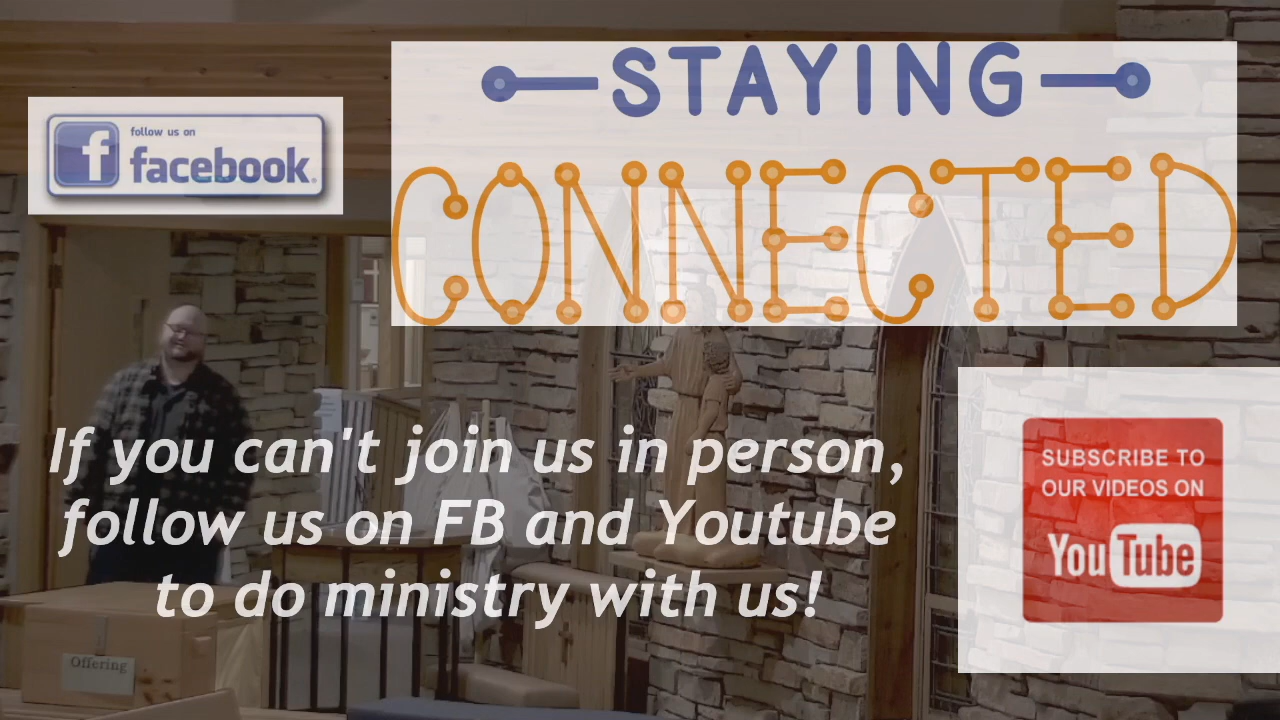 STAYING
CONNECTED
follow us on
facebook.
If you can't join us in person,
follow us on FB and Youtube
to do ministry with us!
SUBSCRIBE TO
OUR VIDEOS ON
YouTube
Offering